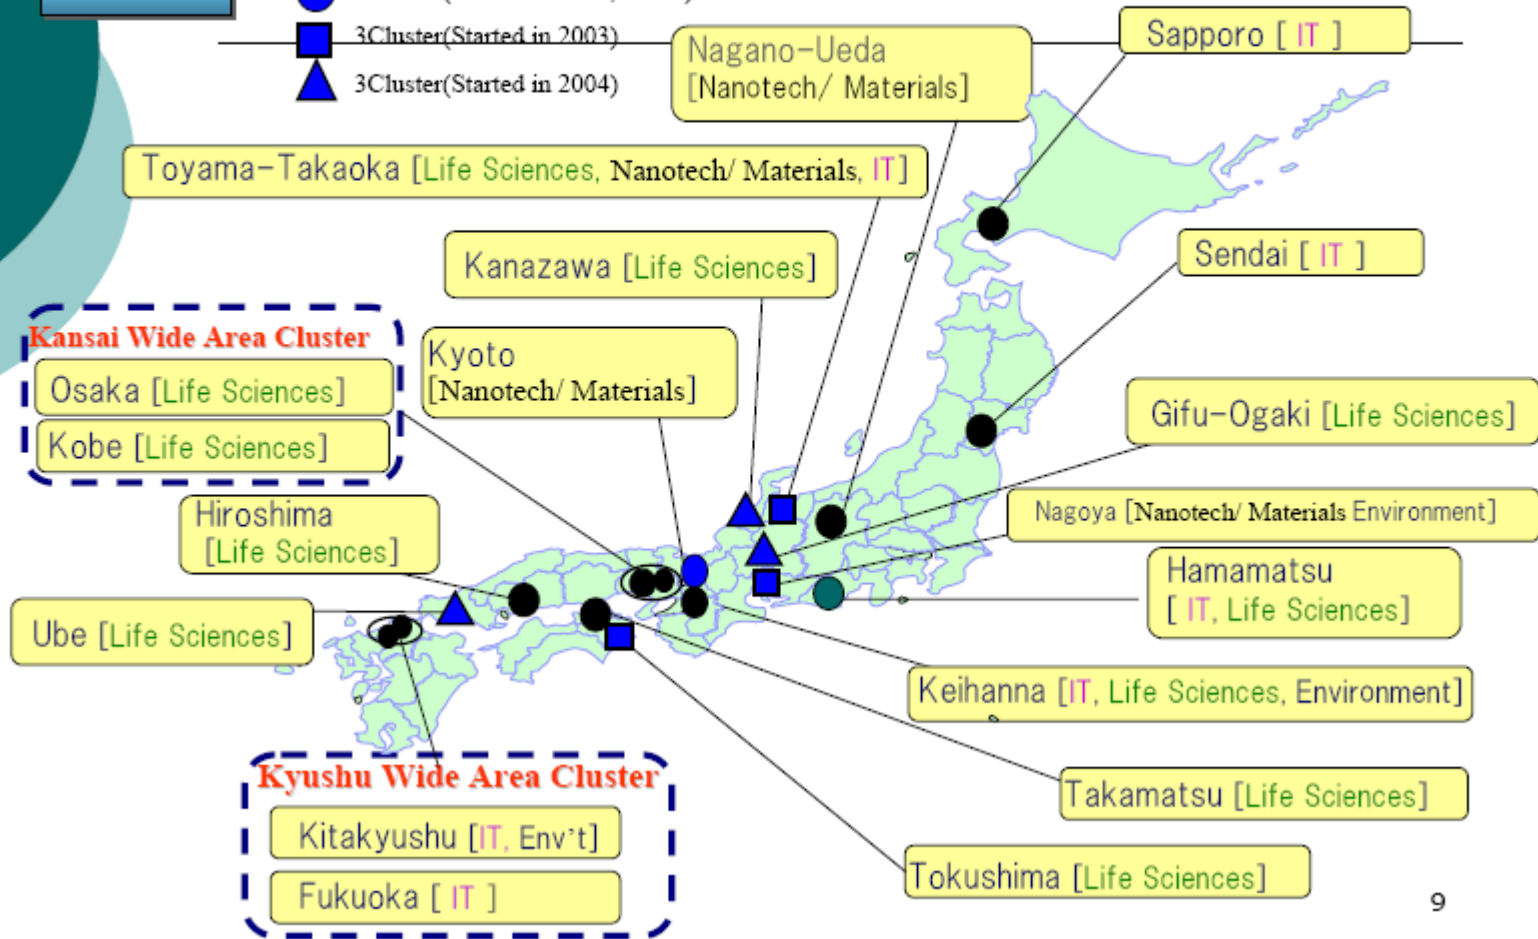 3Cluster(Started in 2003)
3Cluster(Started in 2004)
Nagano-Ueda
[Nanotech/ Materials]
Sapporo [ IT ]
Toyama-Takaoka [Life Sciences, Nanotech/ Materials, IT]
Kanazawa [Life Sciences]
Sendai [ IT ]
Kansai Wide Area Cluster
Osaka [Life Sciences]
Kobe [Life Sciences]
Kyoto
[Nanotech/ Materials]
Gifu-Ogaki [Life Sciences]
Hiroshima
[Life Sciences]
Nagoya [Nanotech/ Materials Environment]
Hamamatsu
[ IT, Life Sciences]
Ube [Life Sciences]
Keihanna [IT, Life Sciences, Environment]
Kyushu Wide Area Cluster
Kitakyushu [IT, Env't]
Fukuoka [ IT ]
Takamatsu [Life Sciences]
Tokushima [Life Sciences]
9